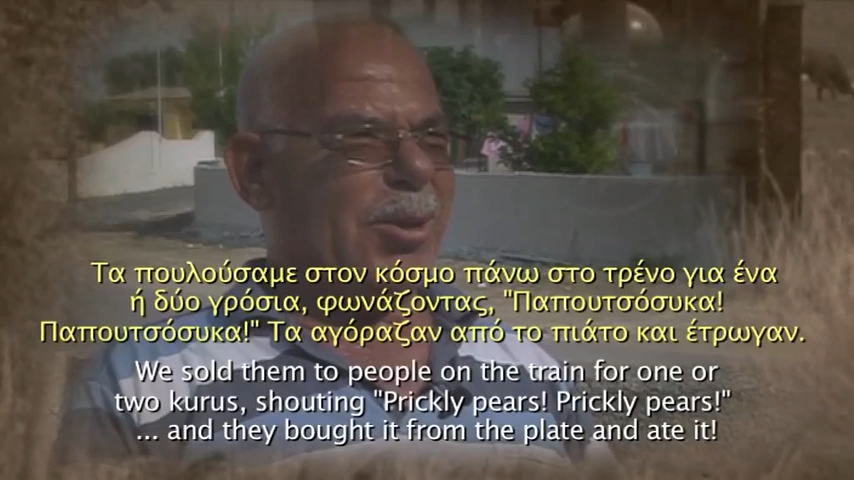 Τα πουλούσαμε στον κόσμο πάνω στο τρένο για ένα
ή δύο γρόσια, φωνάζοντας, "Παπουτσόσυκα!
Παπουτσόσυκα!" Τα αγόραζαν από το πιάτο και έτρωγαν.
We sold them to people on the train for one or
two kurus, shouting "Prickly pears! Prickly pears!"
... and they bought it from the plate and ate it!